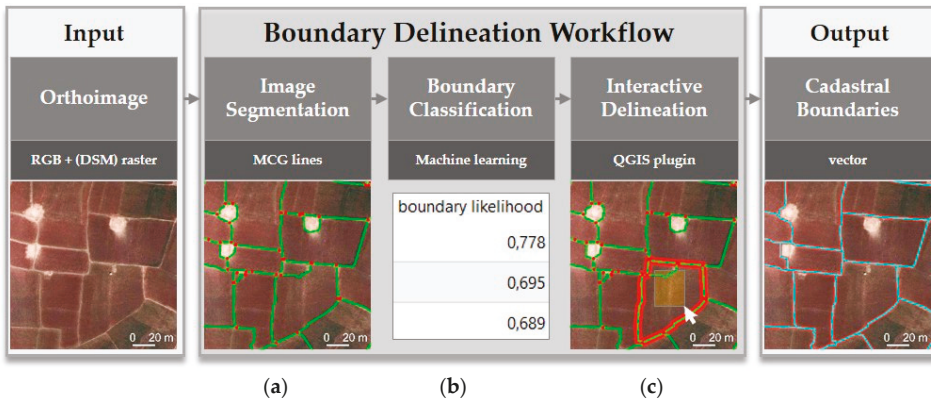 Input
Boundary Delineation Workflow
Output
Orthoimage
Image
Segmentation
Boundary
Classification
Interactive
Delineation
Cadastral
Boundaries
RGB + (DSM) raster
MCG lines
Machine learning
QGIS plugin
vector
boundary likelihood
0,778
0,695
0,689
0 20 m
0 20 m
0 20 m
0 20 m
(a)
(b)
(c)